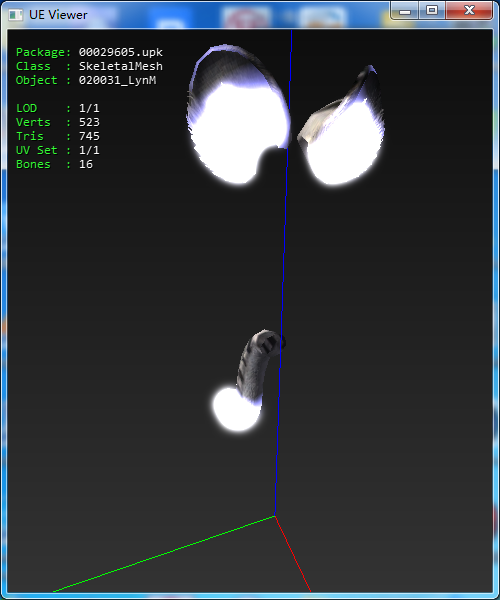 UE Viewer
Package: 00029605.upk
Class  : SkeletalMesh
Object : 020031_LynM
LOD    : 1/1
Verts  : 523
Tris   : 745
UV Set : 1/1
Bones  : 16